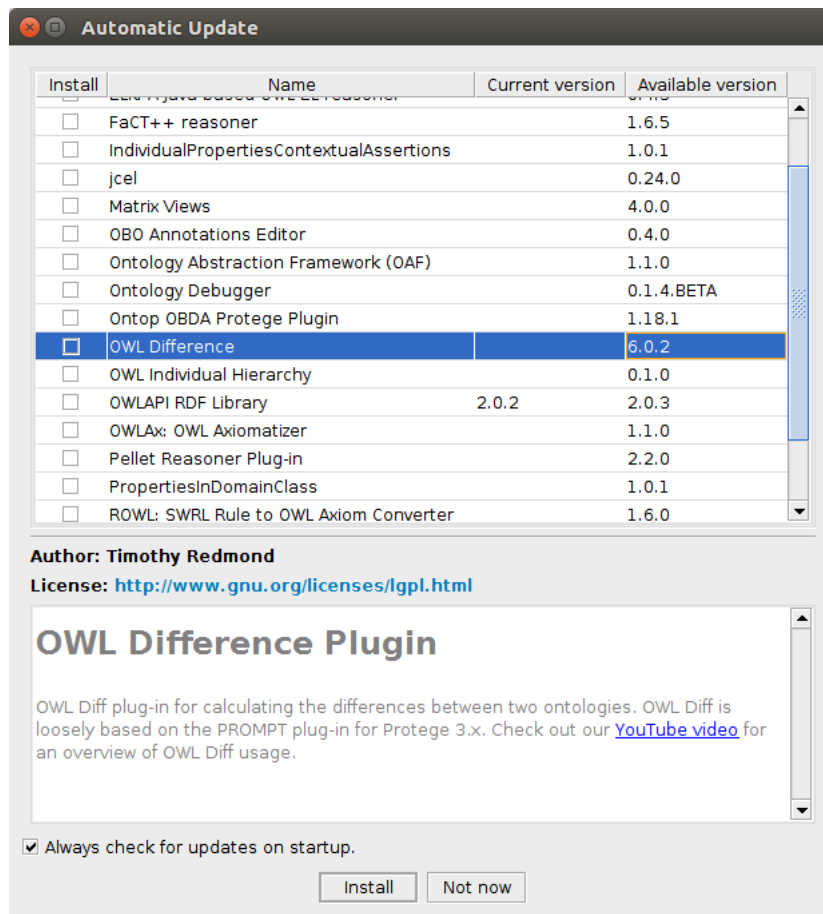 Automatic Update
Install Name Current version Available version
FaCT++ reasoner 1.6.5
IndividualPropertiesContextualAssertions 1.0.1
jcel 0.24.0
Matrix Views 4.0.0
OBO Annotations Editor 0.4.0
Ontology Abstraction Framework (OAF) 1.1.0
Ontology Debugger 0.1.4.BETA
Ontop OBDA Protege Plugin 1.18.1
OWL Difference 6.0.2
OWL Individual Hierarchy 0.1.0
OWLAPI RDF Library 2.0.2 2.0.3
OWLAx: OWL Axiomatizer 1.1.0
Pellet Reasoner Plug-in 2.2.0
PropertiesInDomainClass 1.0.1
ROWL: SWRL Rule to OWL Axiom Converter 1.6.0
Author: Timothy Redmond
License: http://www.gnu.org/licenses/lgpl.html
OWL Difference Plugin
OWL Diff plug-in for calculating the differences between two ontologies. OWL Diff is
loosely based on the PROMPT plug-in for Protege 3.x. Check out our YouTube video for
an overview of OWL Diff usage.
Always check for updates on startup.
Install Not now